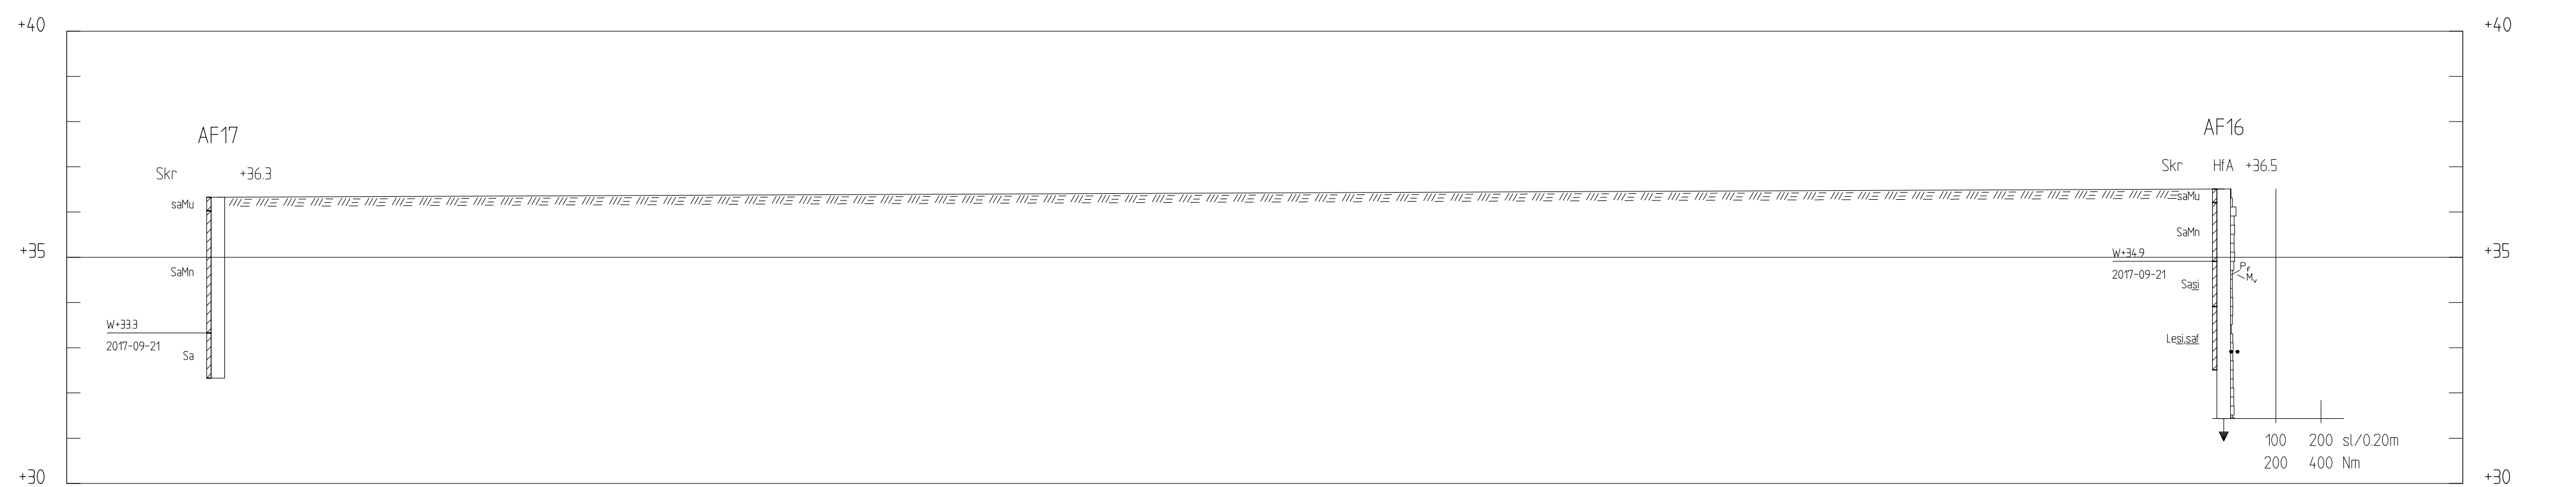 +40 +40
AF17 AF16
Skr +36.3 Skr HfA +36.5
saMu saMu
SaMn
+35 +35
W+34.9
SaMn 2017-09-21 Pf
Mv
Sasi
W+33.3
2017-09-21 Lesi,saf
Sa
100 200 sl/0.20m
200 400 Nm
+30 +30